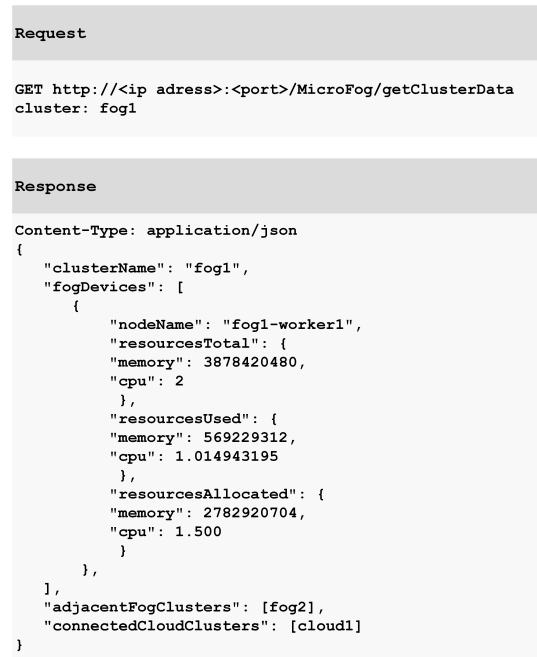 Request
GET http://<ip adress>:<port>/MicroFog/getClusterData
cluster: fog1
Response
Content-Type: application/json
{
"clusterName": "fog1",
"fogDevices": [
{
"nodeName": "fog1-worker1",
"resourcesTotal": {
"memory": 3878420480,
"cpu": 2
},
"resourcesUsed": {
"memory": 569229312,
"cpu": 1.014943195
},
"resourcesAllocated": {
"memory": 2782920704,
"cpu": 1.500
}
},
],
"adjacentFogClusters": [fog2],
"connectedCloudClusters": [cloud1]
}